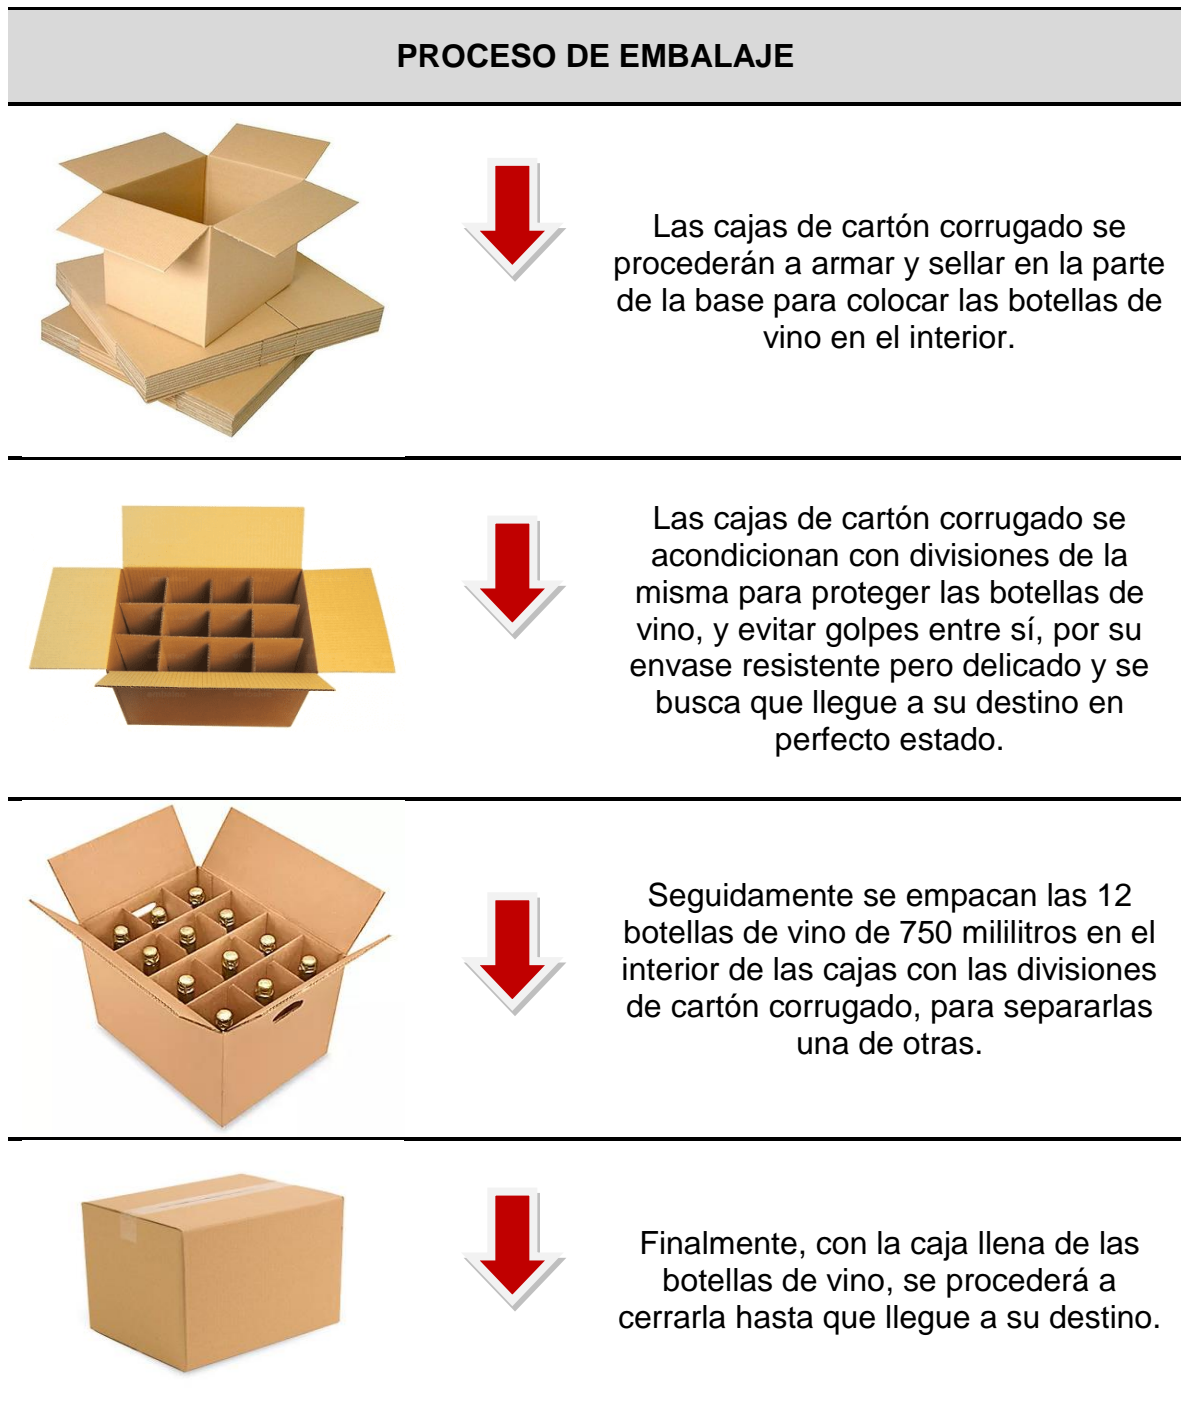 PROCESO DE EMBALAJE
Las cajas de cartón corrugado se
procederán a armar y sellar en la parte
de la base para colocar las botellas de
vino en el interior.
Las cajas de cartón corrugado se
acondicionan con divisiones de la
misma para proteger las botellas de
vino, y evitar golpes entre sí, por su
envase resistente pero delicado y se
busca que llegue a su destino en
perfecto estado.
Seguidamente se empacan las 12
botellas de vino de 750 mililitros en el
interior de las cajas con las divisiones
de cartón corrugado, para separarlas
una de otras.
Finalmente, con la caja llena de las
botellas de vino, se procederá a
cerrarla hasta que llegue a su destino.